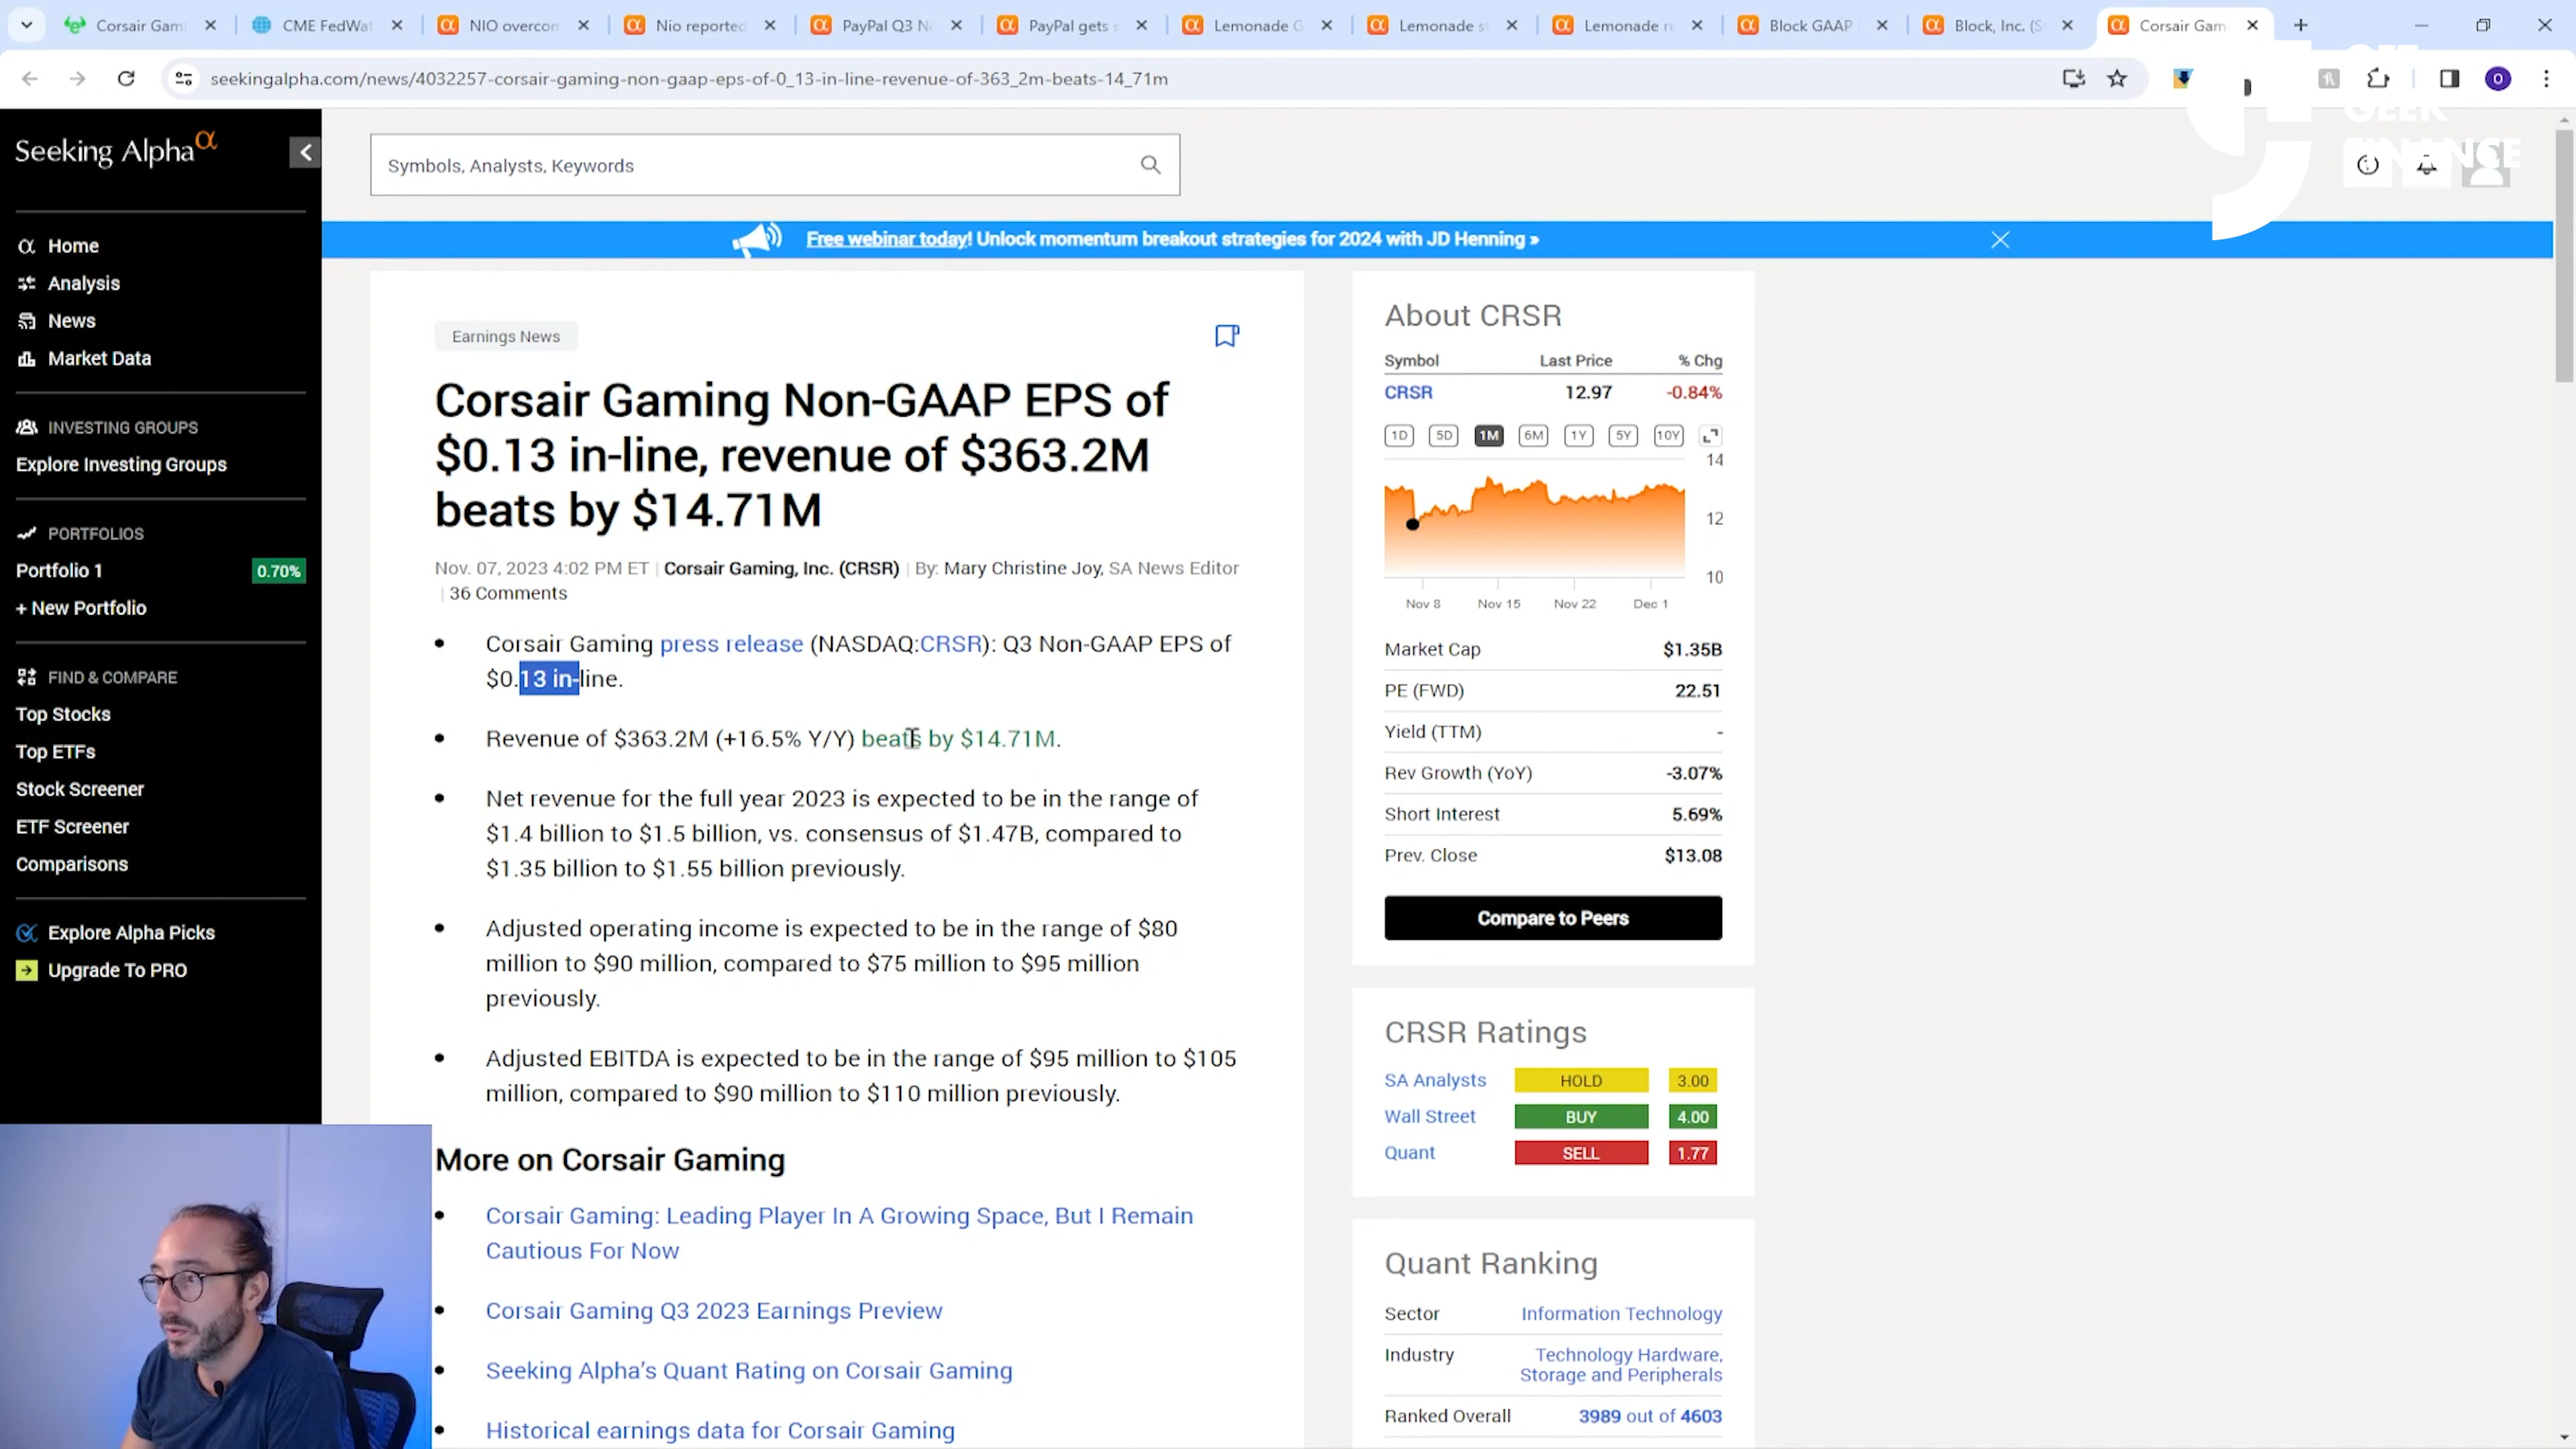 Corsair Gami
CME FedWat
NIO overcon
Nio reported
PayPal Q3 N
PayPal gets s
Lemonade G
Lemonade st
Lemonade re
Block GAAP
Block, Inc. (S
Corsair Gam
seekingalpha.com/news/4032257-corsair-gaming-non-gaap-eps-of-0_13-in-line-revenue-of-363_2m-beats-14_71m
O
GEEK
FINANCE
Seeking Alpha α
Symbols, Analysts, Keywords
Free webinar today! Unlock momentum breakout strategies for 2024 with JD Henning »
Home
Analysis
News
Market Data
INVESTING GROUPS
Explore Investing Groups
PORTFOLIOS
Portfolio 1 0.70%
+ New Portfolio
FIND & COMPARE
Top Stocks
Top ETFs
Stock Screener
ETF Screener
Comparisons
Explore Alpha Picks
Upgrade To PRO
Earnings News
Corsair Gaming Non-GAAP EPS of
$0.13 in-line, revenue of $363.2M
beats by $14.71M
Nov. 07, 2023 4:02 PM ET | Corsair Gaming, Inc. (CRSR) | By: Mary Christine Joy, SA News Editor
| 36 Comments
Corsair Gaming press release (NASDAQ:CRSR): Q3 Non-GAAP EPS of
$0.13 in-line.
Revenue of $363.2M (+16.5% Y/Y) beats by $14.71M.
Net revenue for the full year 2023 is expected to be in the range of
$1.4 billion to $1.5 billion, vs. consensus of $1.47B, compared to
$1.35 billion to $1.55 billion previously.
Adjusted operating income is expected to be in the range of $80
million to $90 million, compared to $75 million to $95 million
previously.
Adjusted EBITDA is expected to be in the range of $95 million to $105
million, compared to $90 million to $110 million previously.
More on Corsair Gaming
Corsair Gaming: Leading Player In A Growing Space, But I Remain
Cautious For Now
Corsair Gaming Q3 2023 Earnings Preview
Seeking Alpha's Quant Rating on Corsair Gaming
Historical earnings data for Corsair Gaming
About CRSR
Symbol Last Price % Chg
CRSR 12.97 -0.84%
1D 5D 1M 6M 1Y 5Y 10Y
14
12
10
Nov 8 Nov 15 Nov 22 Dec 1
Market Cap $1.35B
PE (FWD) 22.51
Yield (TTM) -
Rev Growth (YoY) -3.07%
Short Interest 5.69%
Prev. Close $13.08
Compare to Peers
CRSR Ratings
SA Analysts HOLD 3.00
Wall Street BUY 4.00
Quant SELL 1.77
Quant Ranking
Sector Information Technology
Industry Technology Hardware,
Storage and Peripherals
Ranked Overall 3989 out of 4603